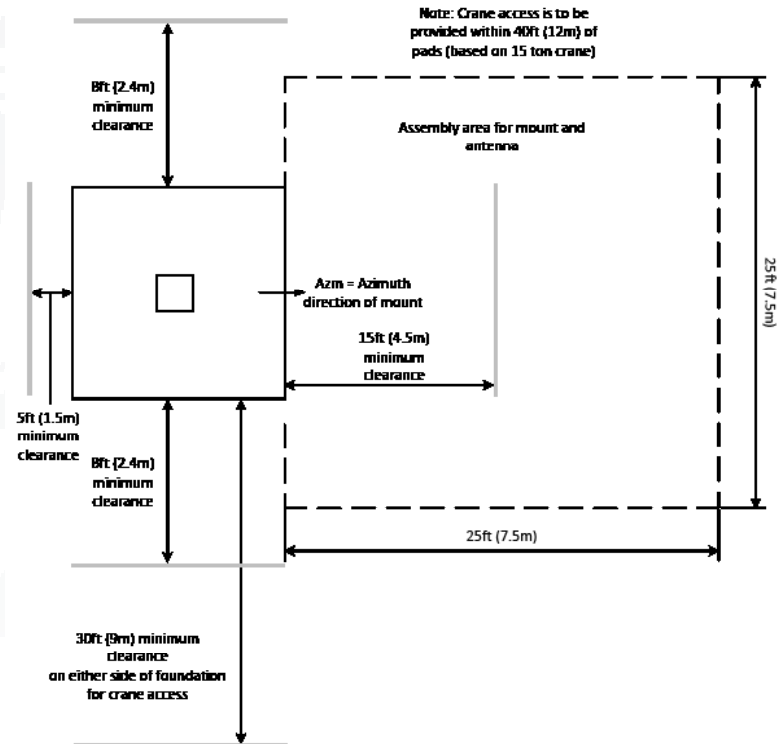 Note: Crane access is to be
provided within 40ft (12m) of
pads (based on 15 ton crane)
8ft (2.4m)
minimum
clearance
Assembly area for mount and
antenna
Azm = Azimuth
direction of mount
25ft (7.5m)
15ft (4.5m)
minimum
clearance
5ft (1.5m)
minimum
clearance
8ft (2.4m)
minimum
clearance
25ft (7.5m)
30ft (9m) minimum
clearance
on either side of foundation
for crane access